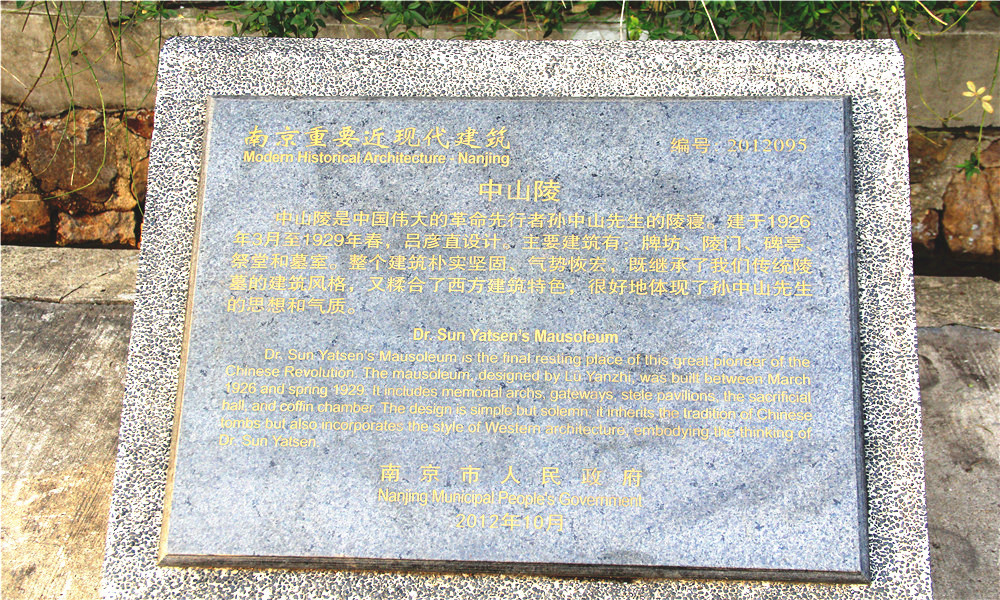 南京重要近现代建筑
Modern Historical Architecture - Nanjing
编号 2012095
中山陵
中山陵是中国伟大的革命先行者孙中山先生的陵寝。建于1926
年3月至1929年春，吕彦直设计。主要建筑有：牌坊、陵门、碑亭、
祭堂和墓室。整个建筑朴实坚固、气势恢宏，既继承了我们传统陵
墓的建筑风格，又糅合了西方建筑特色，很好地体现了孙中山先生
的思想和气质。
Dr. Sun Yatsen's Mausoleum
Dr. Sun Yatsen's Mausoleum is the final resting place of this great pioneer of the
Chinese Revolution. The mausoleum, designed by Lu Yanzhi, was built between March
1926 and spring 1929. It includes memorial archs, gateways, stele pavilions, the sacrificial
hall, and coffin chamber. The design is simple but solemn; it inherits the tradition of Chinese
tombs but also incorporates the style of Western architecture, embodying the thinking of
Dr. Sun Yatsen.
南京市人民政府
Nanjing Municipal People's Government
2012年10月